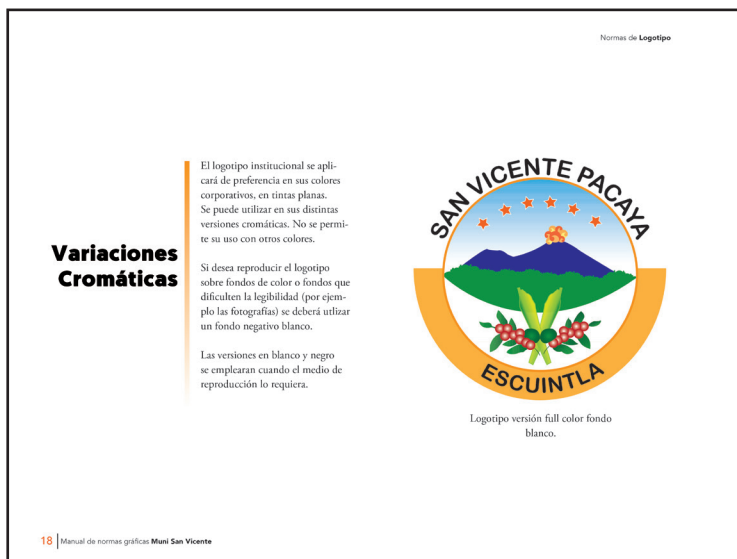 Normas de Logotipo
Variaciones
Cromáticas
El logotipo institucional se apli-
cará de preferencia en sus colores
corporativos, en tintas planas.
Se puede utilizar en sus distintas
versiones cromáticas. No se permi-
te su uso con otros colores.
Si desea reproducir el logotipo
sobre fondos de color o fondos que
dificulten la legibilidad (por ejem-
plo las fotografías) se deberá utlizar
un fondo negativo blanco.
Las versiones en blanco y negro
se emplearan cuando el medio de
reproducción lo requiera.
SAN VICENTE PACAYA
ESCUINTLA
Logotipo versión full color fondo
blanco.
18 Manual de normas gráficas Muni San Vicente